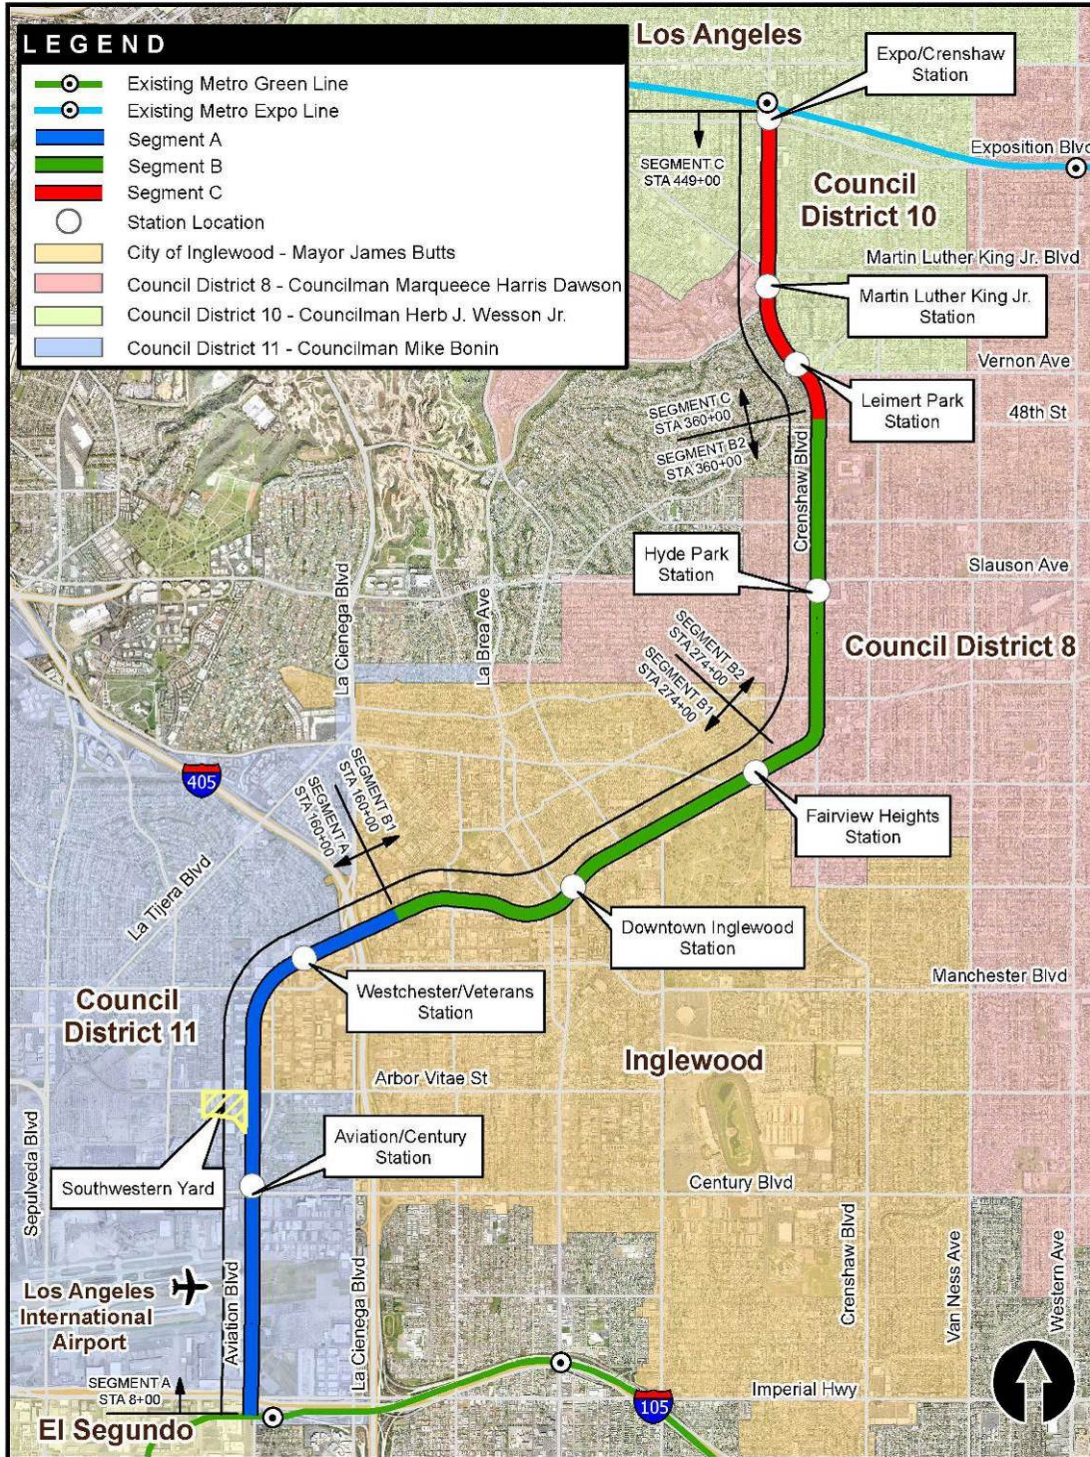 LEGEND
Existing Metro Green Line
Existing Metro Expo Line
Segment A
Segment B
Segment C
Station Location
City of Inglewood - Mayor James Butts
Council District 8 - Councilman Marqueece Harris Dawson
Council District 10 - Councilman Herb J. Wesson Jr.
Council District 11 - Councilman Mike Bonin
Los Angeles
Expo/Crenshaw
Station
SEGMENT C
STA 449+00
Exposition Blvd
Council
District 10
Martin Luther King Jr. Blvd
Martin Luther King Jr.
Station
Vernon Ave
Leimert Park
Station
48th St
SEGMENT C
STA 360+00
SEGMENT B2
STA 360+00
Crenshaw Blvd
Hyde Park
Station
Slauson Ave
La Cienega Blvd
La Brea Ave
Council District 8
SEGMENT B2
STA 274+00
SEGMENT B1
STA 274+00
405
SEGMENT B1
STA 160+00
SEGMENT A
STA 160+00
Fairview Heights
Station
La Tijera Blvd
Downtown Inglewood
Station
Manchester Blvd
Westchester/Veterans
Station
Council
District 11
Inglewood
Arbor Vitae St
Aviation/Century
Station
Southwestern Yard
Century Blvd
Sepulveda Blvd
Aviation Blvd
La Cienega Blvd
Crenshaw Blvd
Van Ness Ave
Western Ave
Los Angeles
International
Airport
SEGMENT A
STA 8+00
Imperial Hwy
105
El Segundo